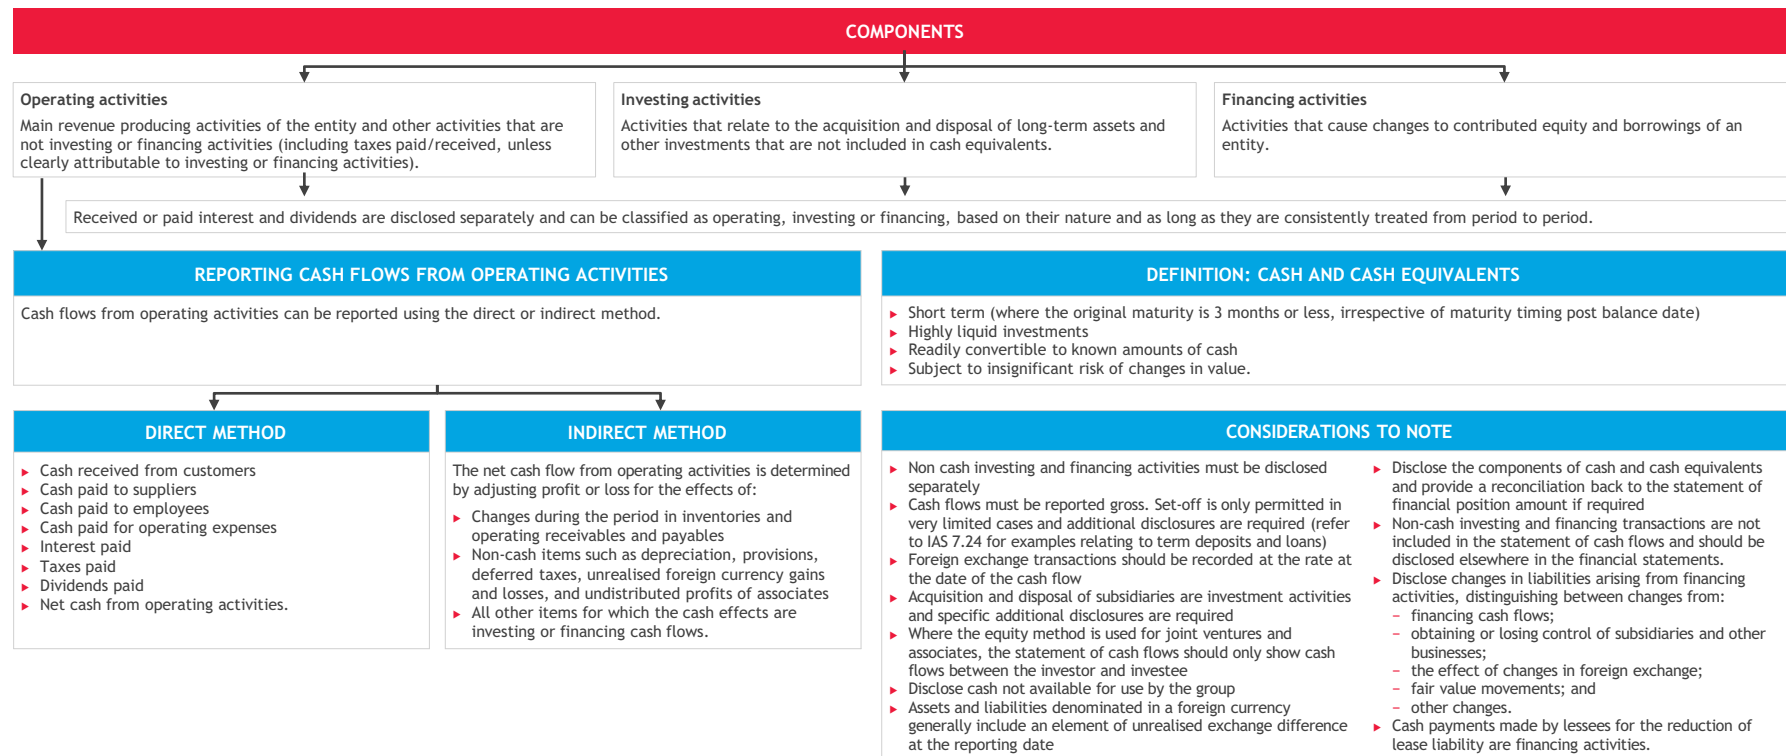 COMPONENTS
Operating activities
Main revenue producing activities of the entity and other activities that are
not investing or financing activities (including taxes paid/received, unless
clearly attributable to investing or financing activities).
Investing activities
Activities that relate to the acquisition and disposal of long-term assets and
other investments that are not included in cash equivalents.
Financing activities
Activities that cause changes to contributed equity and borrowings of an
entity.
Received or paid interest and dividends are disclosed separately and can be classified as operating, investing or financing, based on their nature and as long as they are consistently treated from period to period.
REPORTING CASH FLOWS FROM OPERATING ACTIVITIES
Cash flows from operating activities can be reported using the direct or indirect method.
DEFINITION: CASH AND CASH EQUIVALENTS
► Short term (where the original maturity is 3 months or less, irrespective of maturity timing post balance date)
► Highly liquid investments
► Readily convertible to known amounts of cash
► Subject to insignificant risk of changes in value.
DIRECT METHOD
► Cash received from customers
► Cash paid to suppliers
► Cash paid to employees
► Cash paid for operating expenses
► Interest paid
► Taxes paid
► Dividends paid
► Net cash from operating activities.
INDIRECT METHOD
The net cash flow from operating activities is determined
by adjusting profit or loss for the effects of:
► Changes during the period in inventories and
operating receivables and payables
► Non-cash items such as depreciation, provisions,
deferred taxes, unrealised foreign currency gains
and losses, and undistributed profits of associates
► All other items for which the cash effects are
investing or financing cash flows.
CONSIDERATIONS TO NOTE
► Non cash investing and financing activities must be disclosed
separately
► Cash flows must be reported gross. Set-off is only permitted in
very limited cases and additional disclosures are required (refer
to IAS 7.24 for examples relating to term deposits and loans)
► Foreign exchange transactions should be recorded at the rate at
the date of the cash flow
► Acquisition and disposal of subsidiaries are investment activities
and specific additional disclosures are required
► Where the equity method is used for joint ventures and
associates, the statement of cash flows should only show cash
flows between the investor and investee
► Disclose cash not available for use by the group
► Assets and liabilities denominated in a foreign currency
generally include an element of unrealised exchange difference
at the reporting date
► Disclose the components of cash and cash equivalents
and provide a reconciliation back to the statement of
financial position amount if required
► Non-cash investing and financing transactions are not
included in the statement of cash flows and should be
disclosed elsewhere in the financial statements.
► Disclose changes in liabilities arising from financing
activities, distinguishing between changes from:
– financing cash flows;
– obtaining or losing control of subsidiaries and other
businesses;
– the effect of changes in foreign exchange;
– fair value movements; and
– other changes.
► Cash payments made by lessees for the reduction of
lease liability are financing activities.